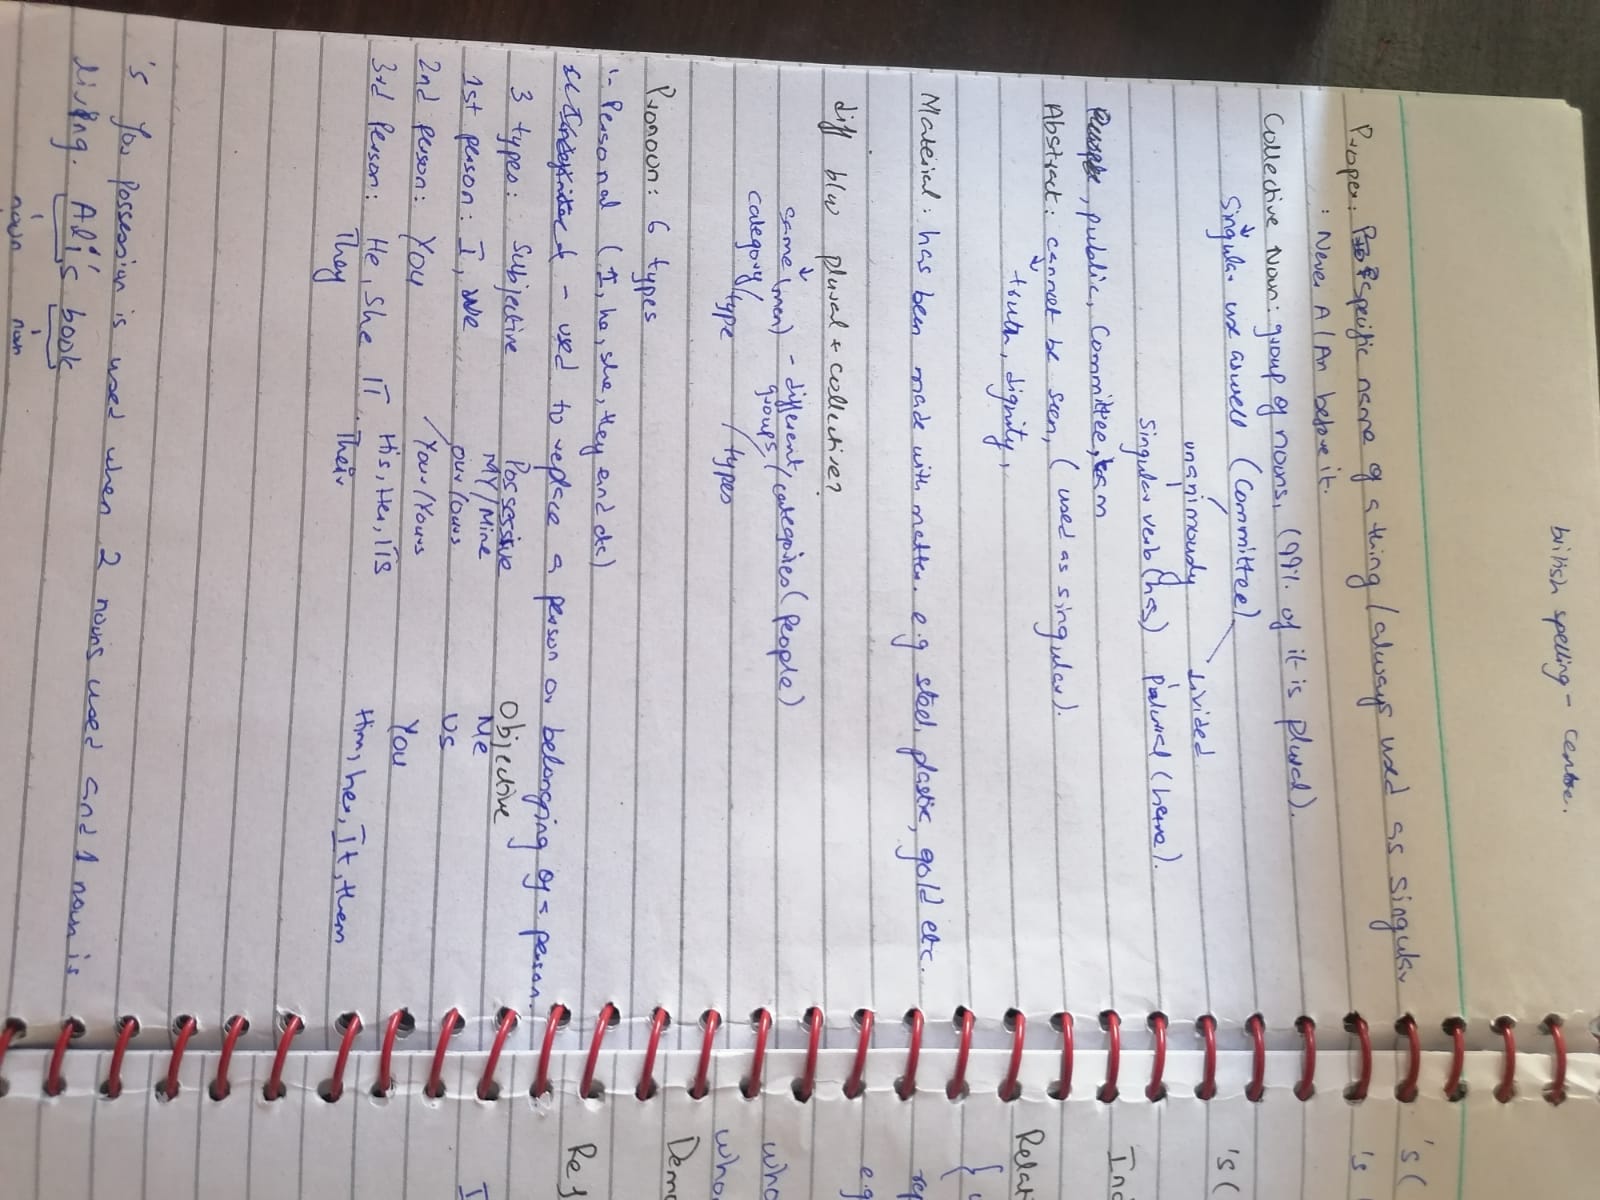 british spelling - centre.
Proper: specific name of a thing / always used as singular
: Never A/An before it.
Collective Noun: group of nouns, (99% of it is plural).
Singular use aswell (Committee)
unanimously divided
Singular verb (has) (have).
, public, Committee, team
Abstract: cannot be seen, (used as singular).
truth, dignity,
Material: has been made with matter. e.g steel, plastic, gold etc.
diff b/w plural + collective?
same (men) - different / categories (people)
category/ groups
type / types
Pronoun: 6 types
1- Personal (I, he, she, they and etc)
- used to replace a person or belonging of a person.
3 types: Subjective Possessive Objective
MY/Mine Me
1st person: I, We our/ours US
2nd person: You Your/Yours You
3rd Person: He, She IT His, Her, ITS Him, her, It, them
They Their
's for possession is used when 2 nouns used and 1 noun is
living. Ali's book
noun noun
's (
's
's (
Relat
rep
e.g
who
who
Demo
Ref
I